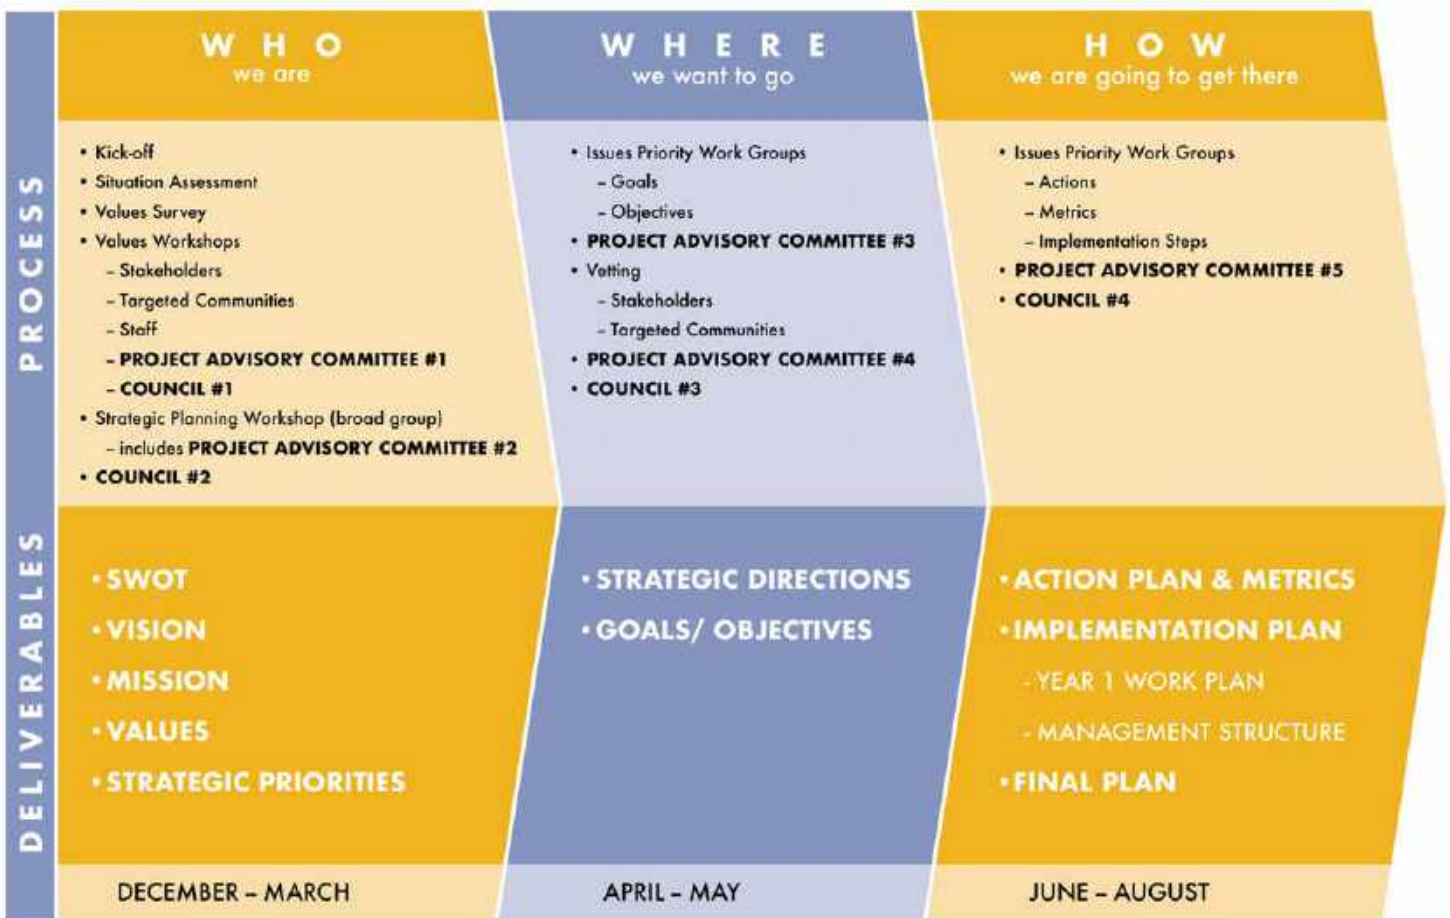 WHO
we are
WHERE
we want to go
HOW
we are going to get there
PROCESS
• Kick-off
• Situation Assessment
• Values Survey
• Values Workshops
– Stakeholders
– Targeted Communities
– Staff
– PROJECT ADVISORY COMMITTEE #1
– COUNCIL #1
• Strategic Planning Workshop (broad group)
– includes PROJECT ADVISORY COMMITTEE #2
• COUNCIL #2
• Issues Priority Work Groups
– Goals
– Objectives
• PROJECT ADVISORY COMMITTEE #3
• Vetting
– Stakeholders
– Targeted Communities
• PROJECT ADVISORY COMMITTEE #4
• COUNCIL #3
• Issues Priority Work Groups
– Actions
– Metrics
– Implementation Steps
• PROJECT ADVISORY COMMITTEE #5
• COUNCIL #4
DELIVERABLES
• SWOT
• VISION
• MISSION
• VALUES
• STRATEGIC PRIORITIES
• STRATEGIC DIRECTIONS
• GOALS/ OBJECTIVES
• ACTION PLAN & METRICS
• IMPLEMENTATION PLAN
- YEAR 1 WORK PLAN
- MANAGEMENT STRUCTURE
• FINAL PLAN
DECEMBER – MARCH
APRIL – MAY
JUNE – AUGUST